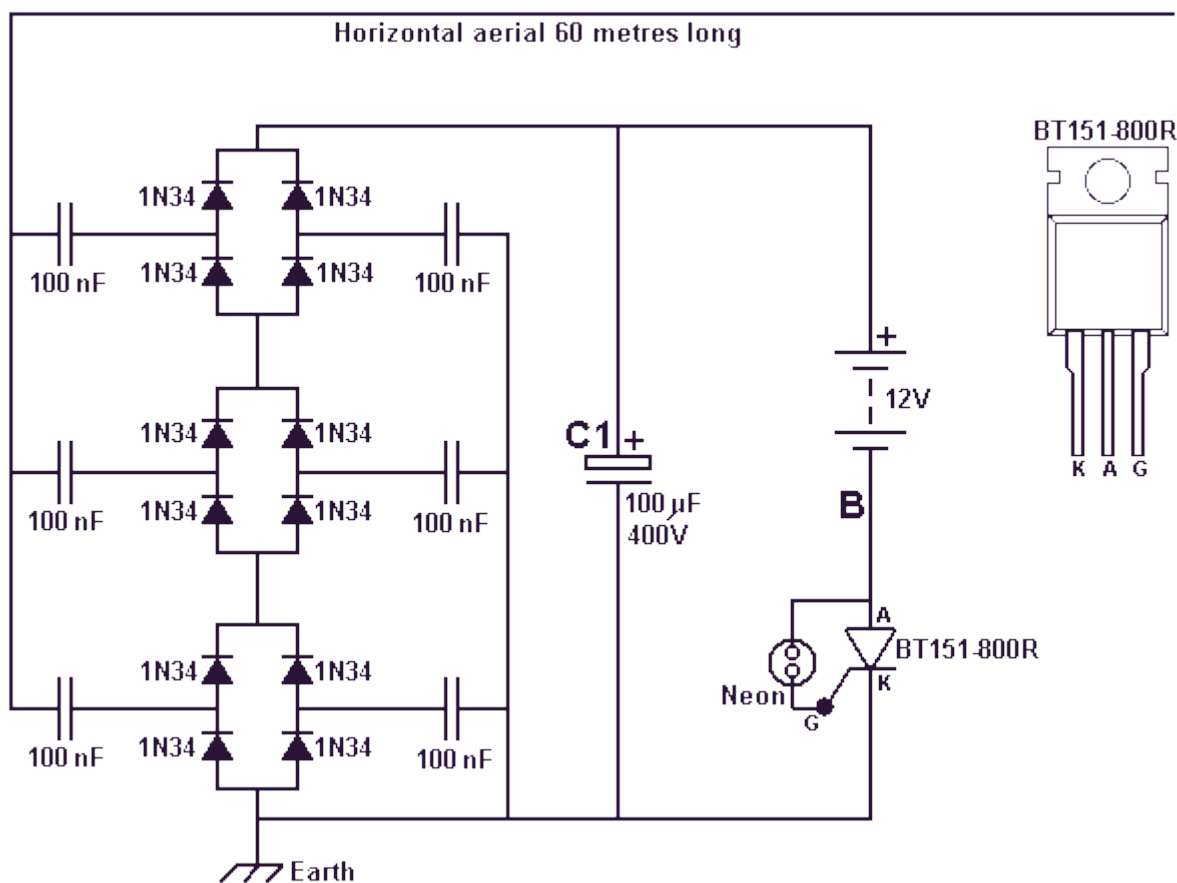 Horizontal aerial 60 metres long
BT151-800R
K A G
1N34 1N34
100 nF 1N34 1N34 100 nF
1N34 1N34
100 nF 1N34 1N34 100 nF
1N34 1N34
100 nF 1N34 1N34 100 nF
C1 +
100 µF
400V
+
12V
B
A
BT151-800R
K
Neon
G
Earth